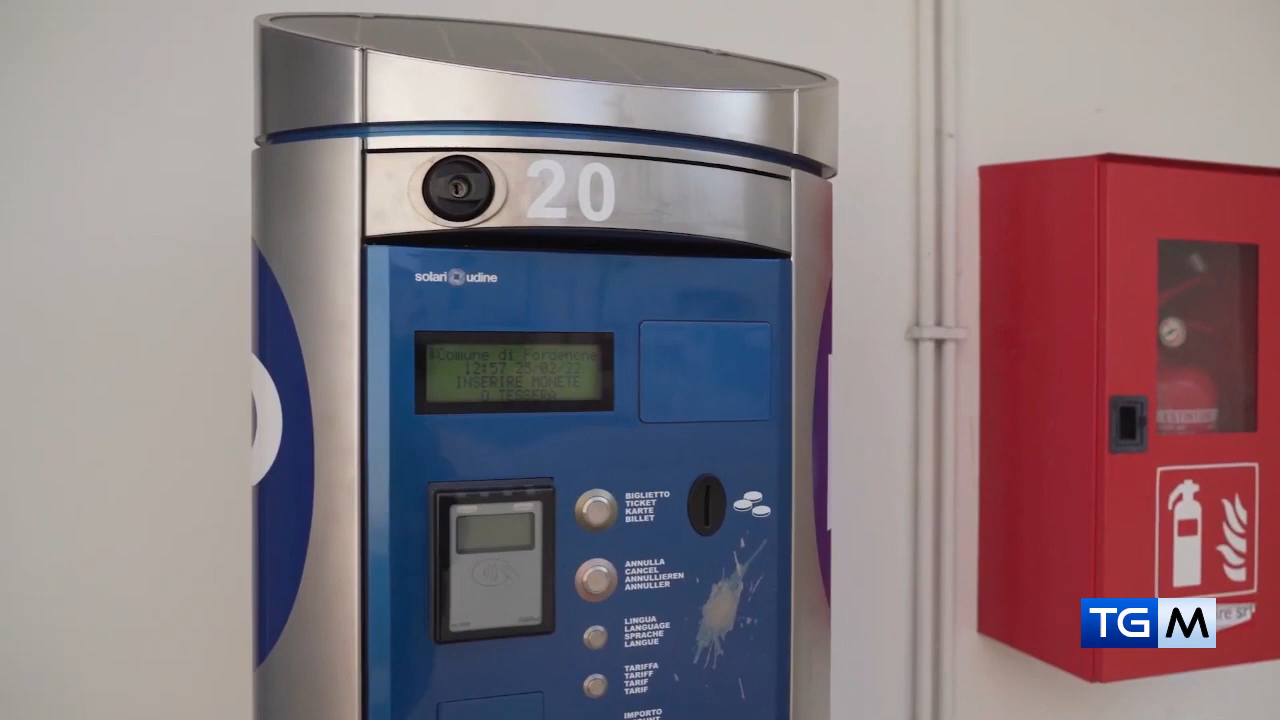 20
solari udine
Comune di Pordenone
12:57 25/02/22
INSERIRE MONETE
O TESSERA
BIGLIETTO
TICKET
KARTE
BILLET
ANNULLA
CANCEL
ANNULLIEREN
ANNULLER
LINGUA
LANGUAGE
SPRACHE
LANGUE
TARIFFA
TARIFF
TARIF
TARIF
IMPORTO
TGM